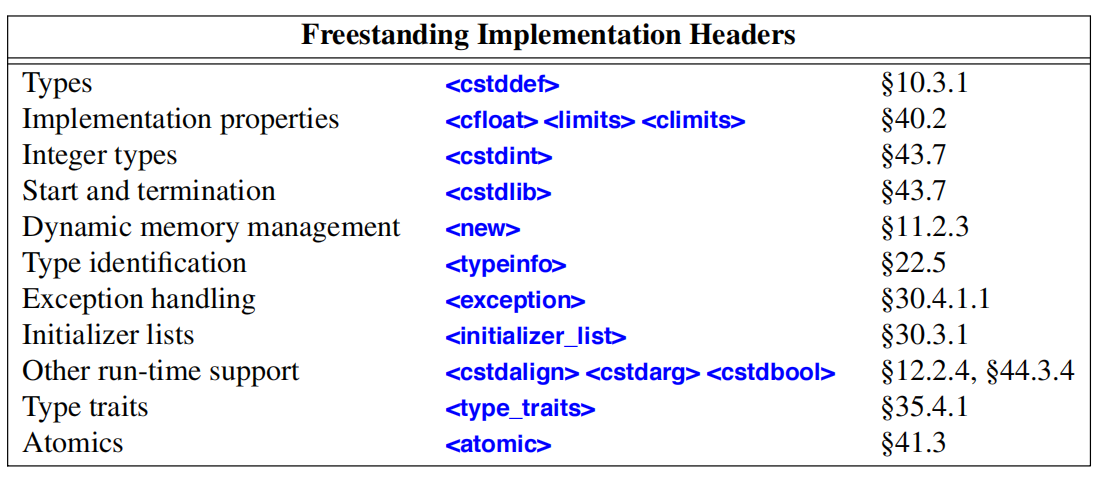 Freestanding Implementation Headers
Types <cstddef> §10.3.1
Implementation properties <cfloat> <limits> <climits> §40.2
Integer types <cstdint> §43.7
Start and termination <cstdlib> §43.7
Dynamic memory management <new> §11.2.3
Type identification <typeinfo> §22.5
Exception handling <exception> §30.4.1.1
Initializer lists <initializer_list> §30.3.1
Other run-time support <cstdalign> <cstdarg> <cstdbool> §12.2.4, §44.3.4
Type traits <type_traits> §35.4.1
Atomics <atomic> §41.3